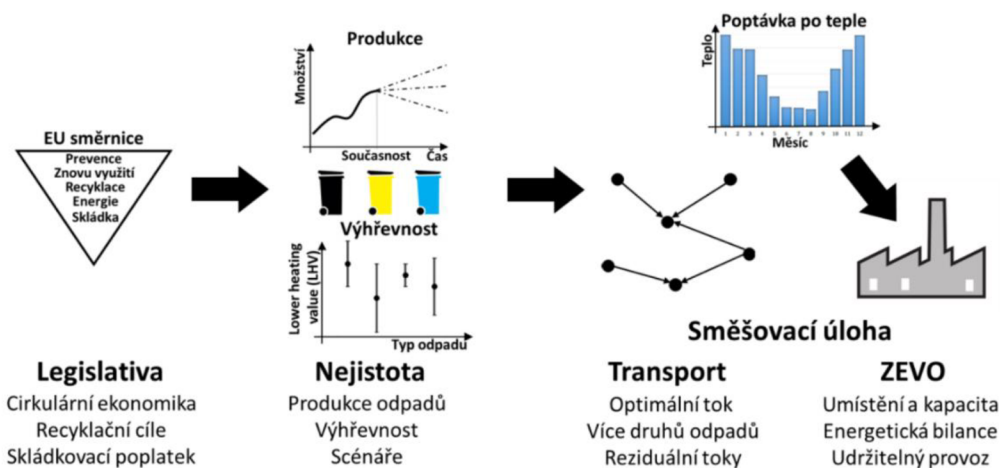 EU směrnice
Prevence
Znovu využití
Recyklace
Energie
Skládka
Legislativa
Cirkulární ekonomika
Recyklační cíle
Skládkovací poplatek
Produkce
Množství
Současnost
Čas
Výhřevnost
Lower heating
value (LHV)
Typ odpadu
Nejistota
Produkce odpadů
Výhřevnost
Scénáře
Poptávka po teple
Teplo
1 2 3 4 5 6 7 8 9 10 11 12
Měsíc
Směšovací úloha
Transport
Optimální tok
Více druhů odpadů
Reziduální toky
ZEVO
Umístění a kapacita
Energetická bilance
Udržitelný provoz